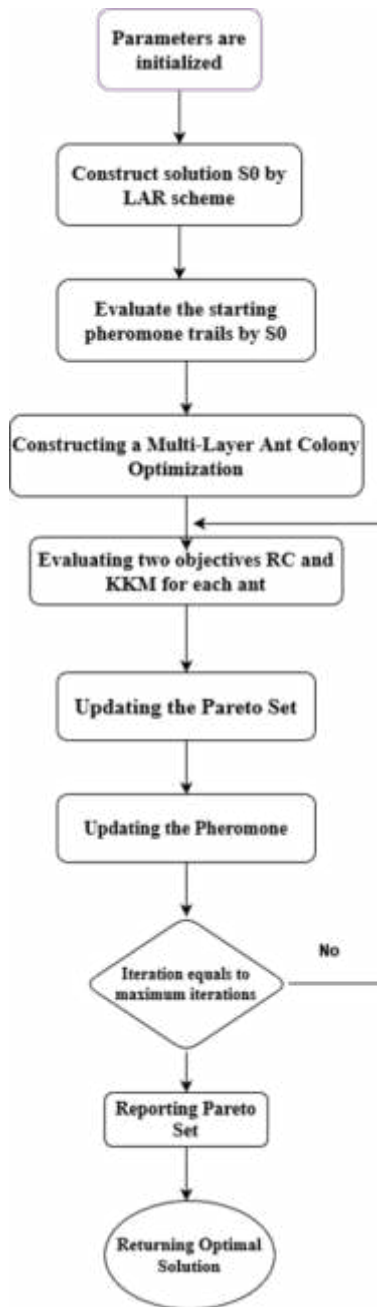 Parameters are
initialized
Construct solution S0 by
LAR scheme
Evaluate the starting
pheromone trails by S0
Constructing a Multi-Layer Ant Colony
Optimization
Evaluating two objectives RC and
KKM for each ant
Updating the Pareto Set
Updating the Pheromone
Iteration equals to
maximum iterations
No
Reporting Pareto
Set
Returning Optimal
Solution